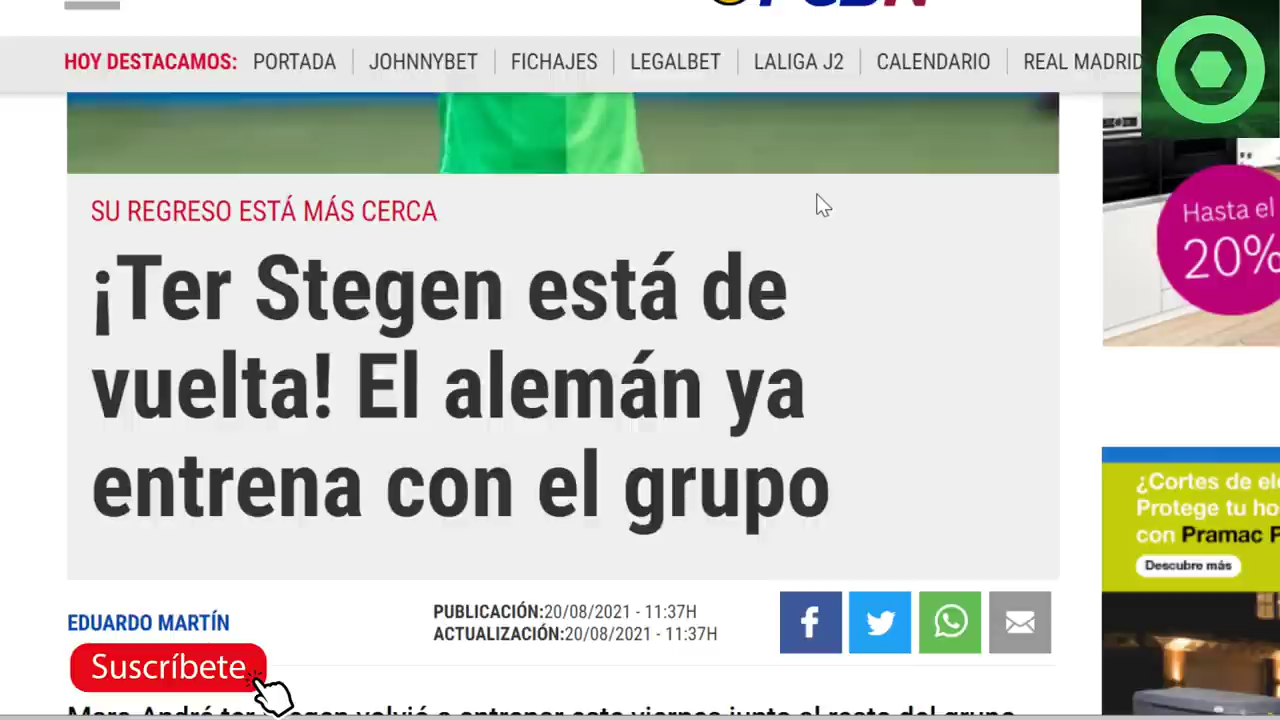 HOY DESTACAMOS: PORTADA JOHNNYBET FICHAJES LEGALBET LALIGA J2 CALENDARIO REAL MADRID
SU REGRESO ESTÁ MÁS CERCA
¡Ter Stegen está de
vuelta! El alemán ya
entrena con el grupo
Hasta el
20%
¿Cortes de ele
Protege tu ho
con Pramac P
Descubre más
EDUARDO MARTÍN
PUBLICACIÓN:20/08/2021 - 11:37H
ACTUALIZACIÓN:20/08/2021 - 11:37H
Suscríbete